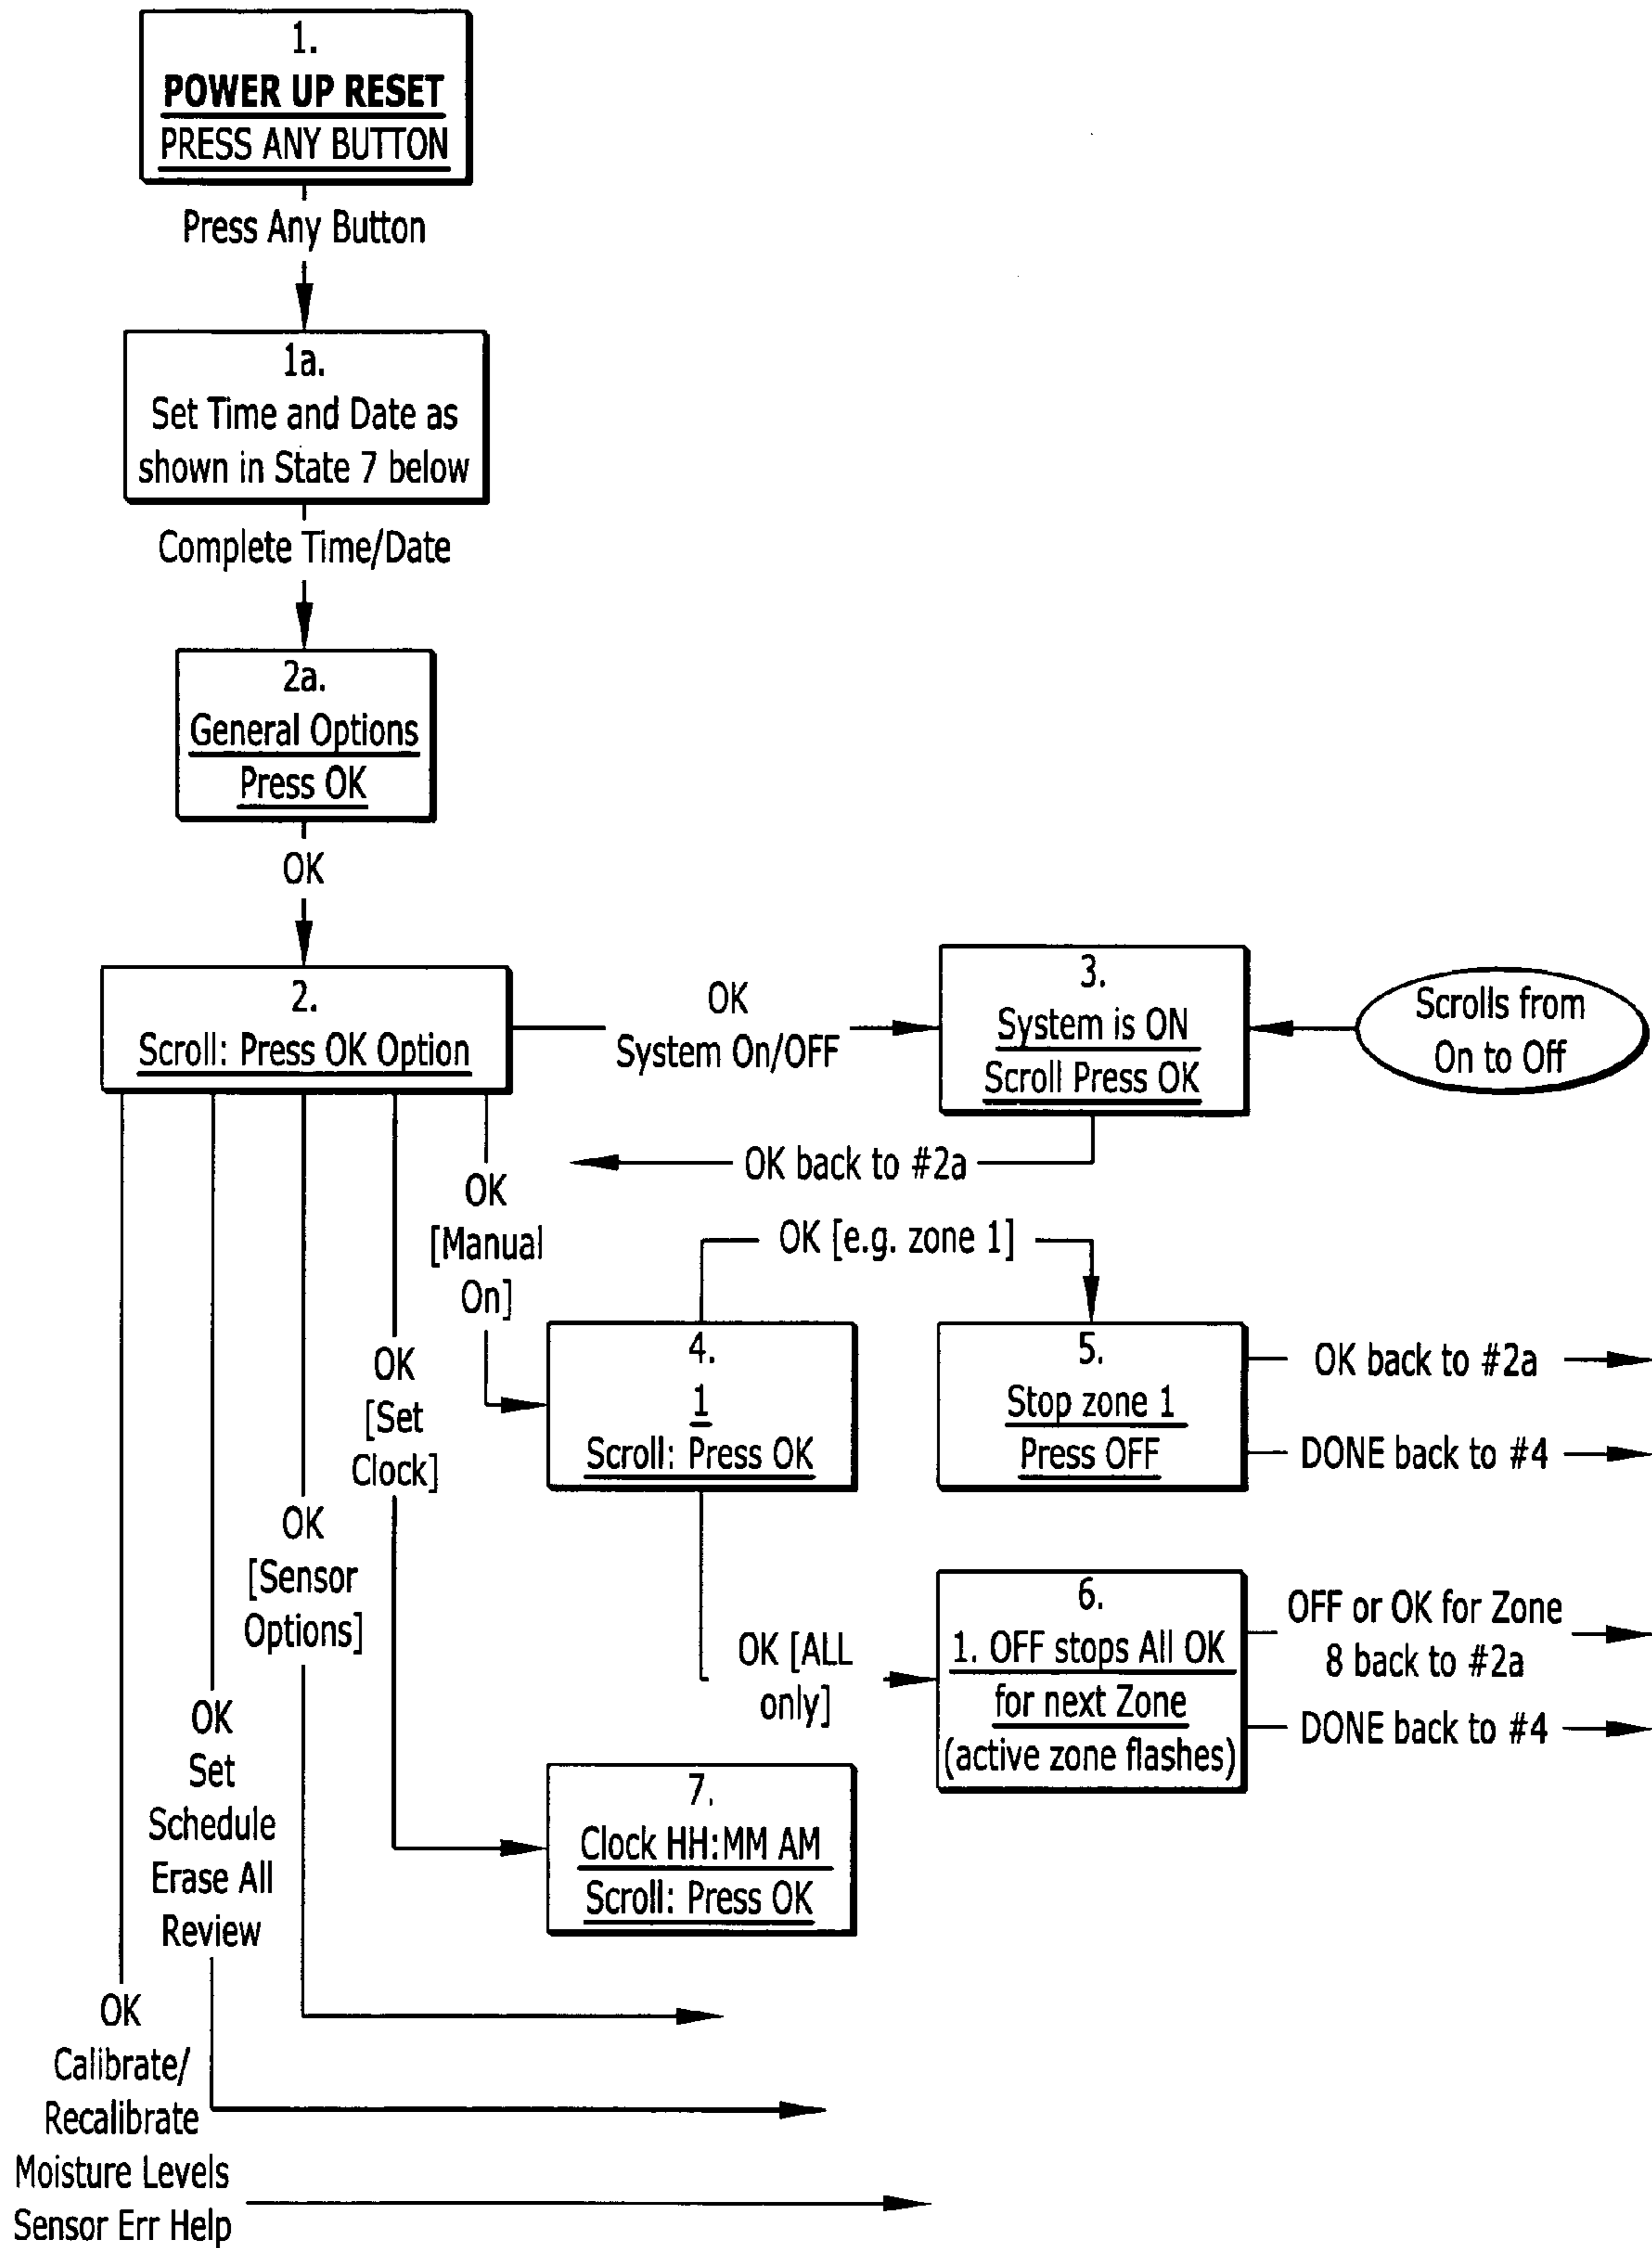 1.
POWER UP RESET
PRESS ANY BUTTON
Press Any Button
1a.
Set Time and Date as
shown in State 7 below
Complete Time/Date
2a.
General Options
Press OK
OK
2.
Scroll: Press OK Option
OK
System On/OFF
3.
System is ON
Scroll Press OK
Scrolls from
On to Off
OK back to #2a
OK
[Manual
On]
OK [e.g. zone 1]
4.
1
Scroll: Press OK
5.
Stop zone 1
Press OFF
OK back to #2a
DONE back to #4
OK
[Set
Clock]
OK [ALL
only]
6.
1. OFF stops All OK
for next Zone
(active zone flashes)
OFF or OK for Zone
8 back to #2a
DONE back to #4
OK
[Sensor
Options]
7.
Clock HH:MM AM
Scroll: Press OK
OK
Set
Schedule
Erase All
Review
OK
Calibrate/
Recalibrate
Moisture Levels
Sensor Err Help